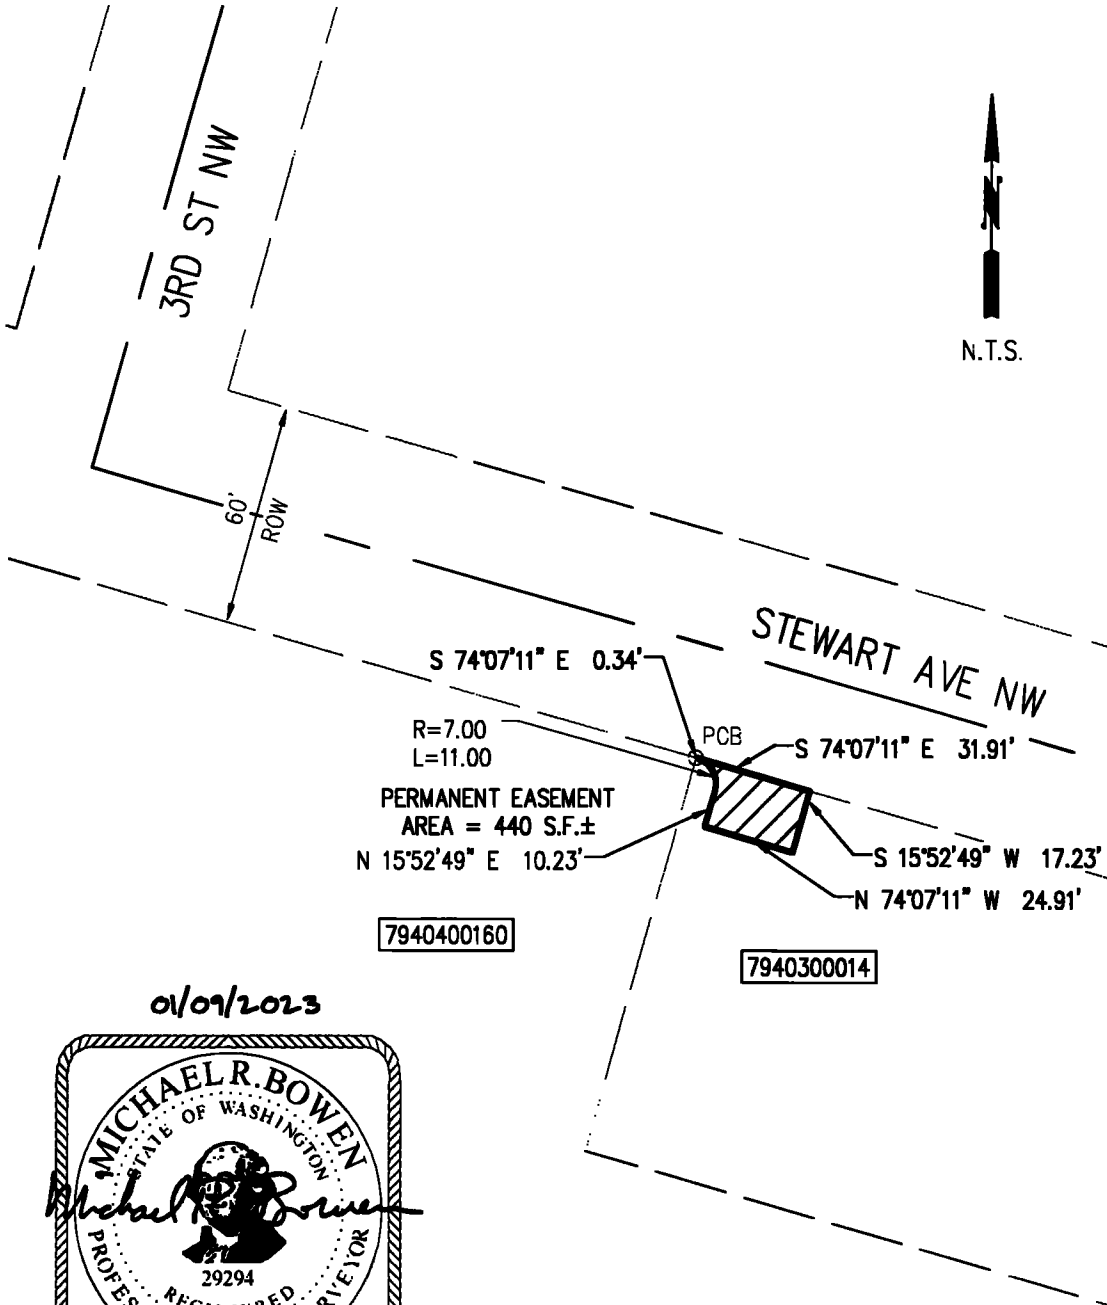 3RD ST NW
N
N.T.S.
60'
ROW
STEWART AVE NW
S 74°07'11" E 0.34'
PCB
R=7.00
L=11.00
S 74°07'11" E 31.91'
PERMANENT EASEMENT
AREA = 440 S.F.±
N 15°52'49" E 10.23'
S 15°52'49" W 17.23'
N 74°07'11" W 24.91'
7940400160
7940300014
01/09/2023
MICHAEL R. BOWEN
STATE OF WASHINGTON
Michael R Bowen
29294